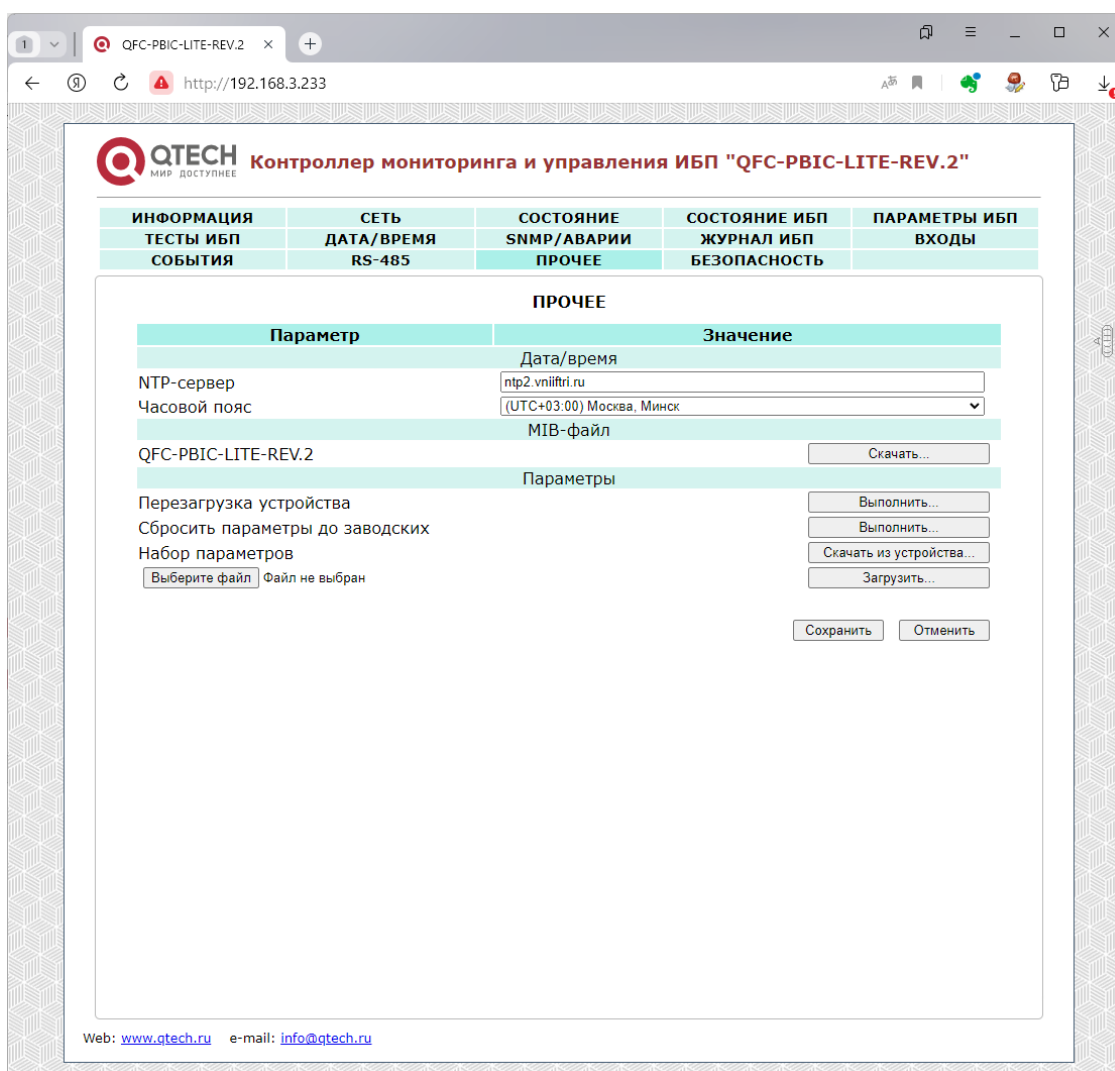 1
QFC-PBIC-LITE-REV.2
http://192.168.3.233
QTECH
МИР ДОСТУПНЕЕ
Контроллер мониторинга и управления ИБП "QFC-PBIC-LITE-REV.2"
ИНФОРМАЦИЯ СЕТЬ СОСТОЯНИЕ СОСТОЯНИЕ ИБП ПАРАМЕТРЫ ИБП
ТЕСТЫ ИБП ДАТА/ВРЕМЯ SNMP/АВАРИИ ЖУРНАЛ ИБП ВХОДЫ
СОБЫТИЯ RS-485 ПРОЧЕЕ БЕЗОПАСНОСТЬ
ПРОЧЕЕ
Параметр Значение
Дата/время
NTP-сервер ntp2.vniiftri.ru
Часовой пояс (UTC+03:00) Москва, Минск
MIB-файл
QFC-PBIC-LITE-REV.2 Скачать...
Параметры
Перезагрузка устройства Выполнить...
Сбросить параметры до заводских Выполнить...
Набор параметров Скачать из устройства...
Выберите файл Файл не выбран Загрузить...
Сохранить Отменить
Web: www.qtech.ru e-mail: info@qtech.ru